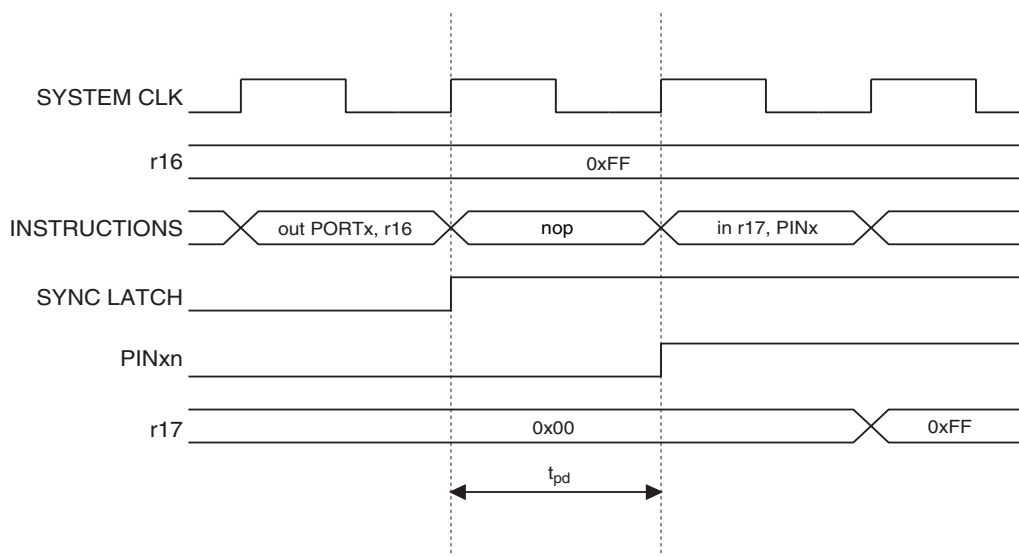 SYSTEM CLK
r16
0xFF
INSTRUCTIONS
out PORTx, r16
nop
in r17, PINx
SYNC LATCH
PINxn
r17
0x00
0xFF
tpd